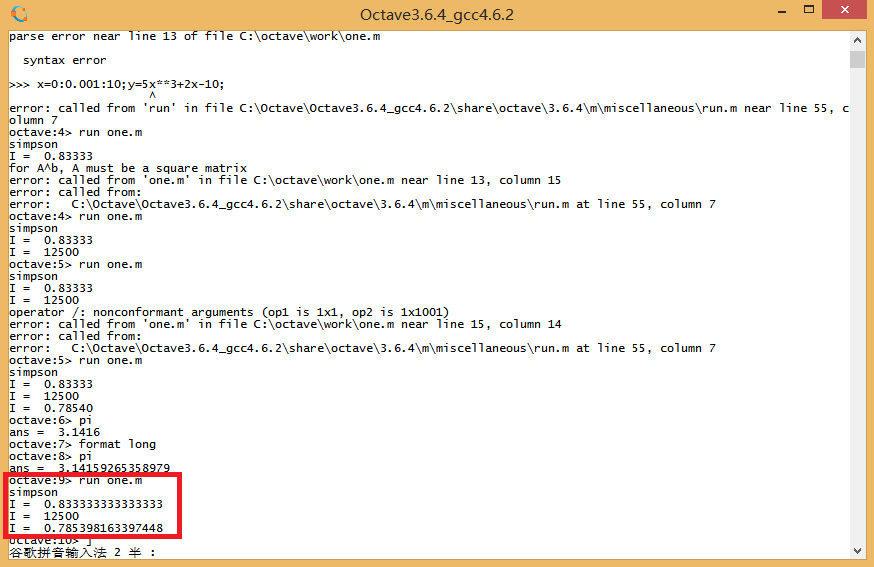 Octave3.6.4_gcc4.6.2
parse error near line 13 of file C:\octave\work\one.m
syntax error
>>> x=0:0.001:10;y=5x**3+2x-10;
^
error: called from 'run' in file C:\Octave\Octave3.6.4_gcc4.6.2\share\octave\3.6.4\m\miscellaneous\run.m near line 55, c
olumn 7
octave:4> run one.m
simpson
I =  0.83333
for A^b, A must be a square matrix
error: called from 'one.m' in file C:\octave\work\one.m near line 13, column 15
error: called from:
error:   C:\Octave\Octave3.6.4_gcc4.6.2\share\octave\3.6.4\m\miscellaneous\run.m at line 55, column 7
octave:4> run one.m
simpson
I =  0.83333
I =  12500
octave:5> run one.m
simpson
I =  0.83333
I =  12500
operator /: nonconformant arguments (op1 is 1x1, op2 is 1x1001)
error: called from 'one.m' in file C:\octave\work\one.m near line 15, column 14
error: called from:
error:   C:\Octave\Octave3.6.4_gcc4.6.2\share\octave\3.6.4\m\miscellaneous\run.m at line 55, column 7
octave:5> run one.m
simpson
I =  0.83333
I =  12500
I =  0.78540
octave:6> pi
ans =  3.1416
octave:7> format long
octave:8> pi
ans =  3.14159265358979
octave:9> run one.m
simpson
I =  0.833333333333333
I =  12500
I =  0.785398163397448
octave:10> j
谷歌拼音输入法 2 半 :